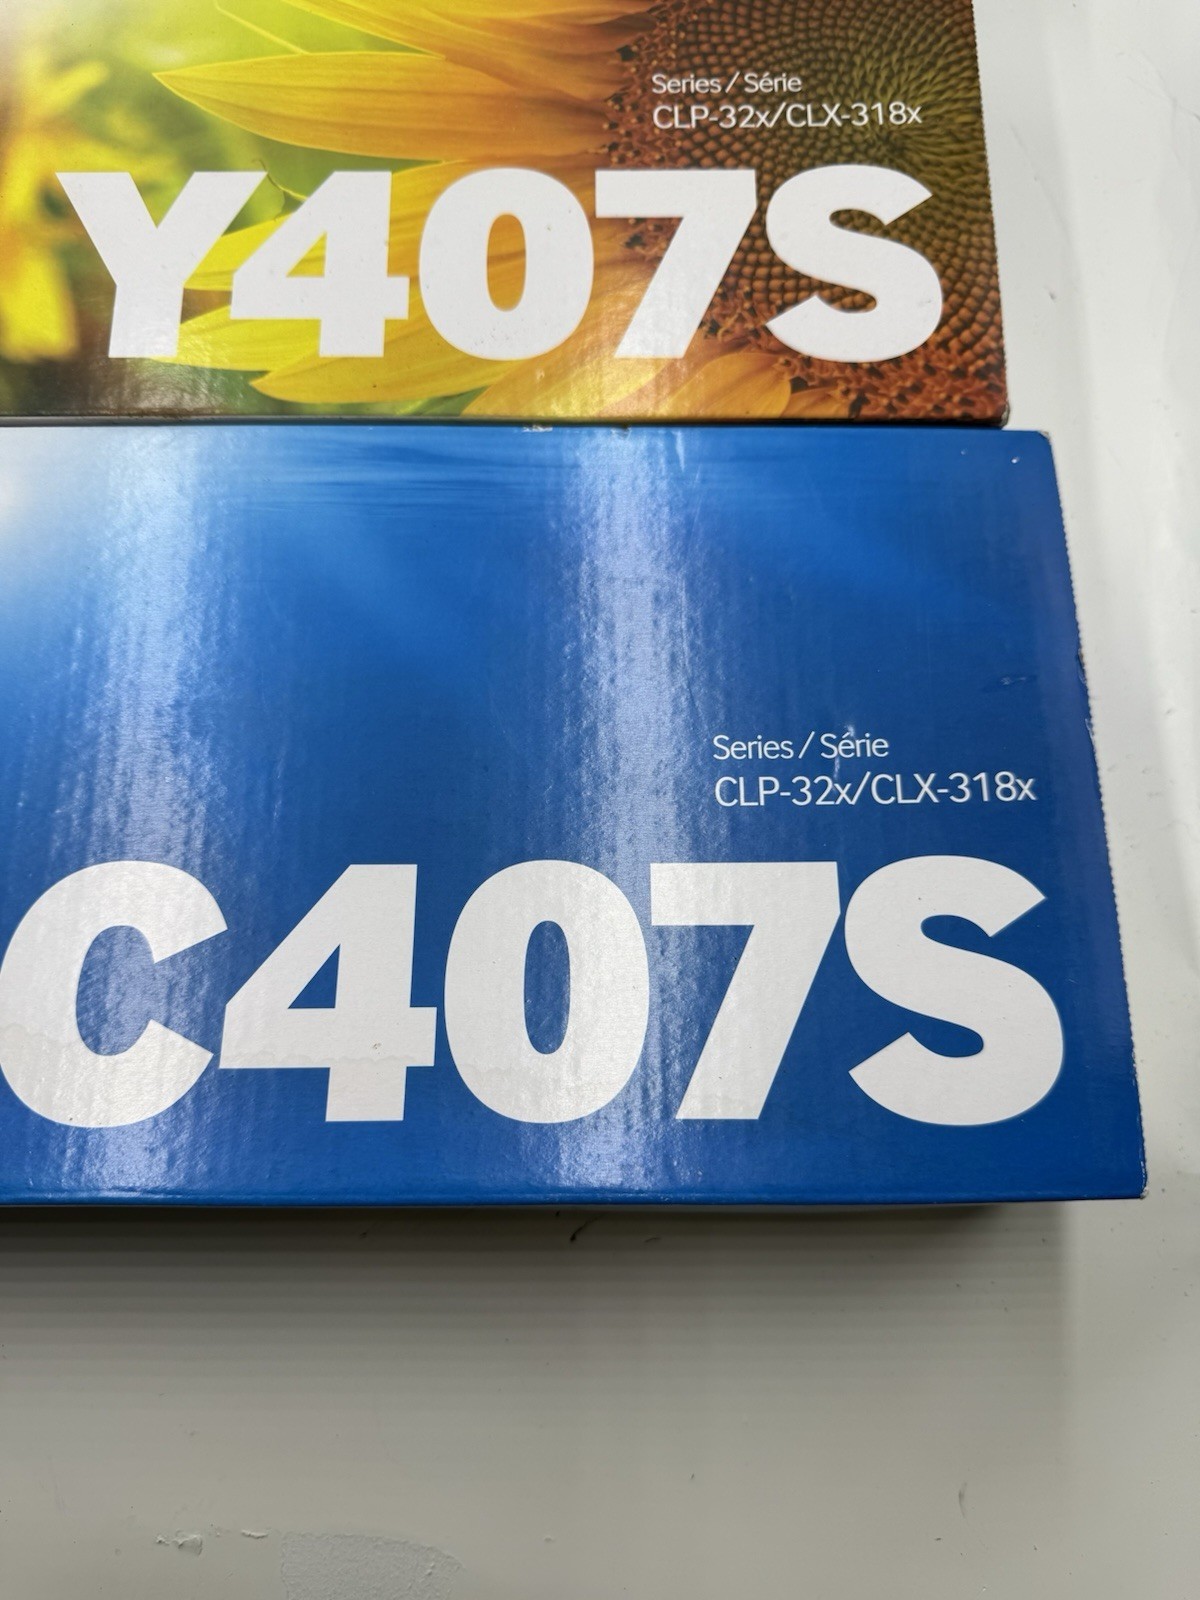 Series / Série
CLP-32x/CLX-318x
Y407S
Series / Série
CLP-32x/CLX-318x
C407S